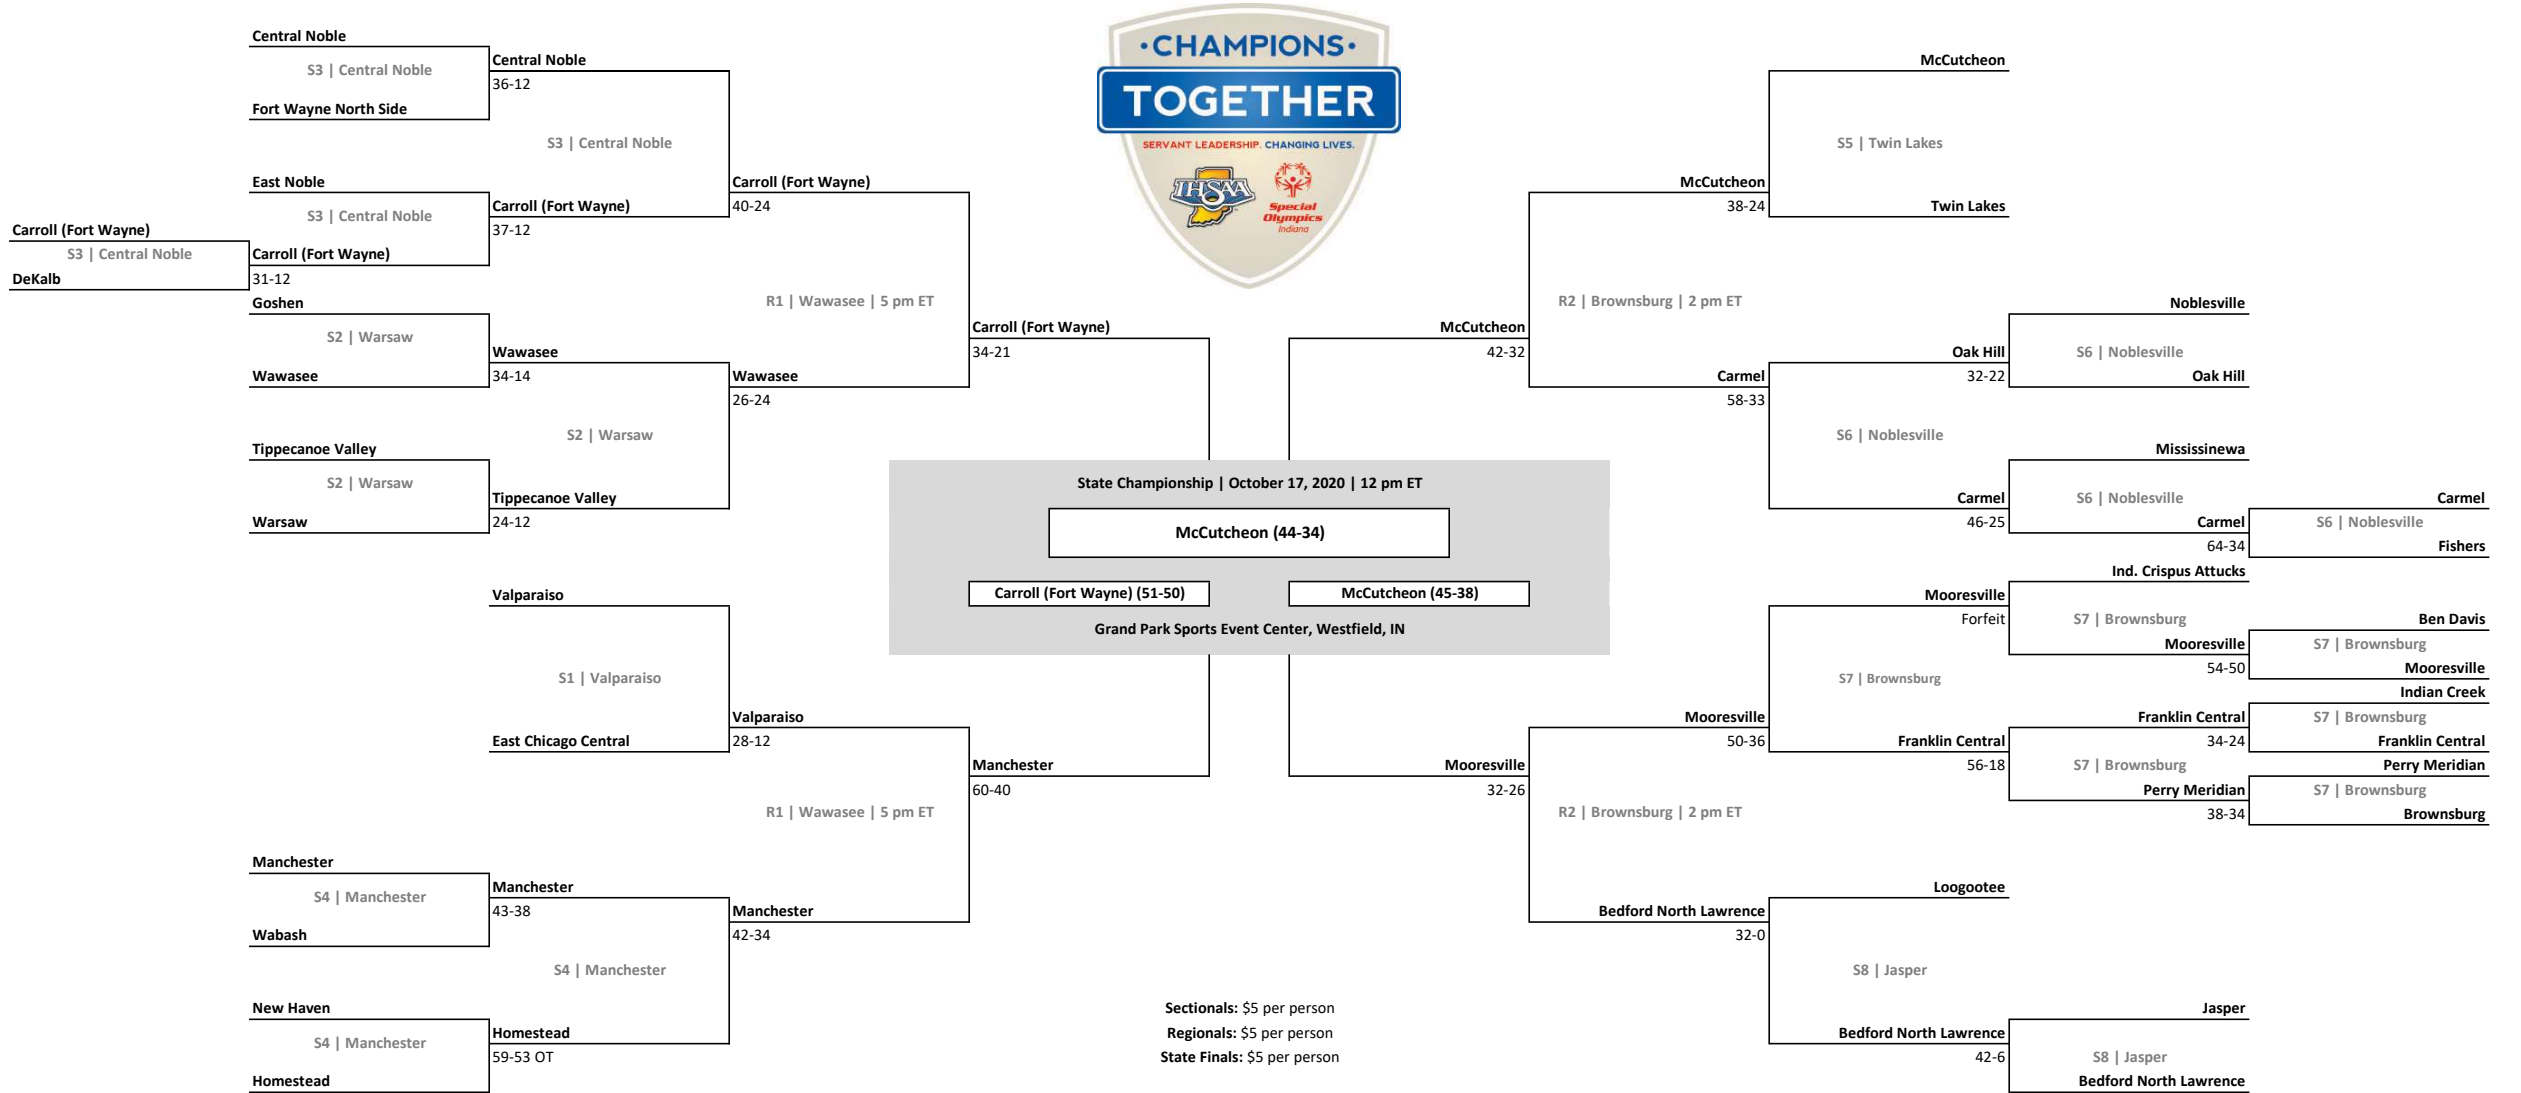 Central Noble
S3 | Central Noble
Fort Wayne North Side
Central Noble
36-12
S3 | Central Noble
East Noble
S3 | Central Noble
Carroll (Fort Wayne)
37-12
Carroll (Fort Wayne)
S3 | Central Noble
DeKalb
Carroll (Fort Wayne)
31-12
Carroll (Fort Wayne)
40-24
Goshen
S2 | Warsaw
Wawasee
Wawasee
34-14
R1 | Wawasee | 5 pm ET
Wawasee
26-24
S2 | Warsaw
Tippecanoe Valley
S2 | Warsaw
Warsaw
Tippecanoe Valley
24-12
Carroll (Fort Wayne)
34-21
Valparaiso
S1 | Valparaiso
East Chicago Central
Valparaiso
28-12
R1 | Wawasee | 5 pm ET
Manchester
60-40
Manchester
S4 | Manchester
Wabash
Manchester
43-38
Manchester
42-34
S4 | Manchester
New Haven
S4 | Manchester
Homestead
Homestead
59-53 OT
•CHAMPIONS•
TOGETHER
SERVANT LEADERSHIP. CHANGING LIVES.
IHSAA
Special
Olympics
Indiana
State Championship | October 17, 2020 | 12 pm ET
McCutcheon (44-34)
Carroll (Fort Wayne) (51-50)
McCutcheon (45-38)
Grand Park Sports Event Center, Westfield, IN
Sectionals: $5 per person
Regionals: $5 per person
State Finals: $5 per person
McCutcheon
S5 | Twin Lakes
Twin Lakes
McCutcheon
38-24
R2 | Brownsburg | 2 pm ET
McCutcheon
42-32
Noblesville
S6 | Noblesville
Oak Hill
Oak Hill
32-22
Carmel
58-33
S6 | Noblesville
Mississinewa
S6 | Noblesville
Carmel
46-25
Carmel
64-34
Carmel
S6 | Noblesville
Fishers
Ind. Crispus Attucks
Mooresville
Forfeit
S7 | Brownsburg
Mooresville
54-50
Ben Davis
S7 | Brownsburg
Mooresville
S7 | Brownsburg
Indian Creek
S7 | Brownsburg
Franklin Central
Franklin Central
34-24
Mooresville
50-36
Franklin Central
56-18
S7 | Brownsburg
Perry Meridian
S7 | Brownsburg
Brownsburg
Perry Meridian
38-34
Mooresville
32-26
R2 | Brownsburg | 2 pm ET
Loogootee
Bedford North Lawrence
32-0
S8 | Jasper
Jasper
Bedford North Lawrence
42-6
S8 | Jasper
Bedford North Lawrence